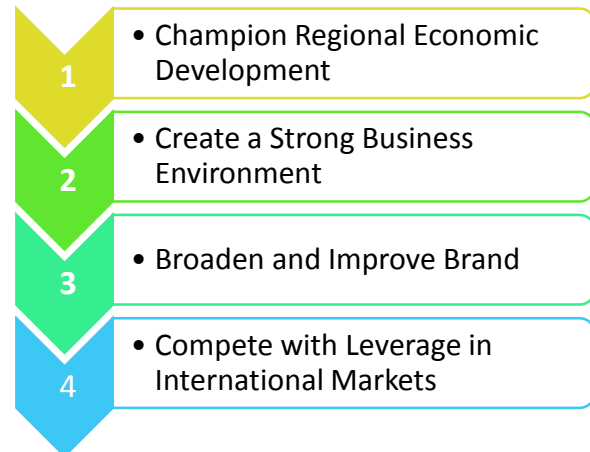 1
• Champion Regional Economic
Development
2
• Create a Strong Business
Environment
3
• Broaden and Improve Brand
4
• Compete with Leverage in
International Markets